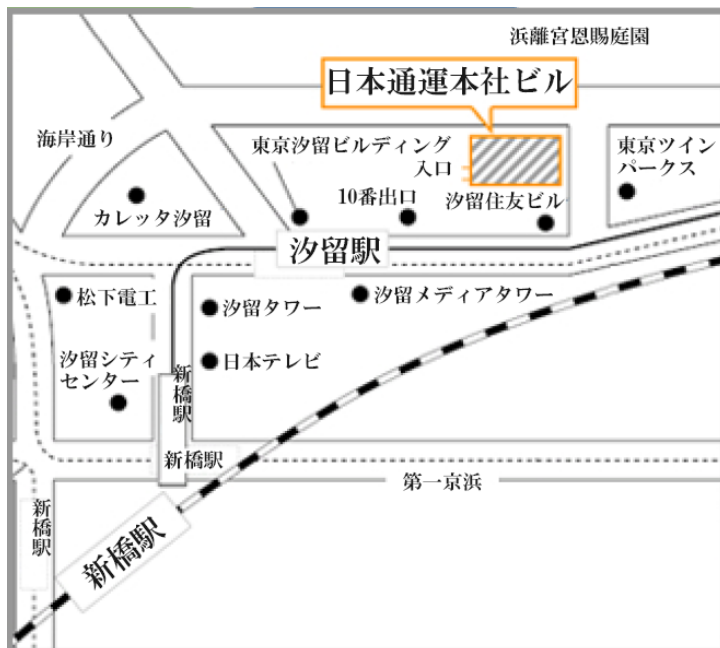 浜離宮恩賜庭園
日本通運本社ビル
海岸通り
東京汐留ビルディング
入口
東京ツイン
パークス
10番出口
汐留住友ビル
カレッタ汐留
汐留駅
松下電工
汐留タワー
汐留メディアタワー
汐留シティ
センター
日本テレビ
新橋駅
新橋駅
第一京浜
新橋駅
新橋駅